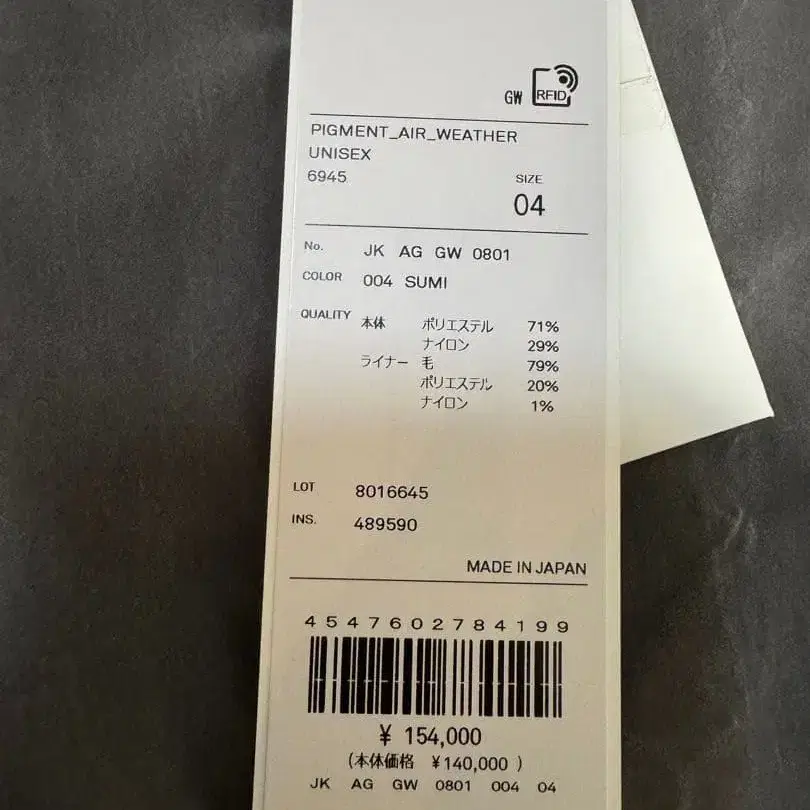 GW RFID
PIGMENT_AIR_WEATHER
UNISEX
6945 SIZE
04
No. JK AG GW 0801
COLOR 004 SUMI
QUALITY 本体 ポリエステル 71%
ナイロン 29%
ライナー 毛 79%
ポリエステル 20%
ナイロン 1%
LOT 8016645
INS. 489590
MADE IN JAPAN
4547602784199
¥ 154,000
(本体価格 ¥140,000 )
JK AG GW 0801 004 04